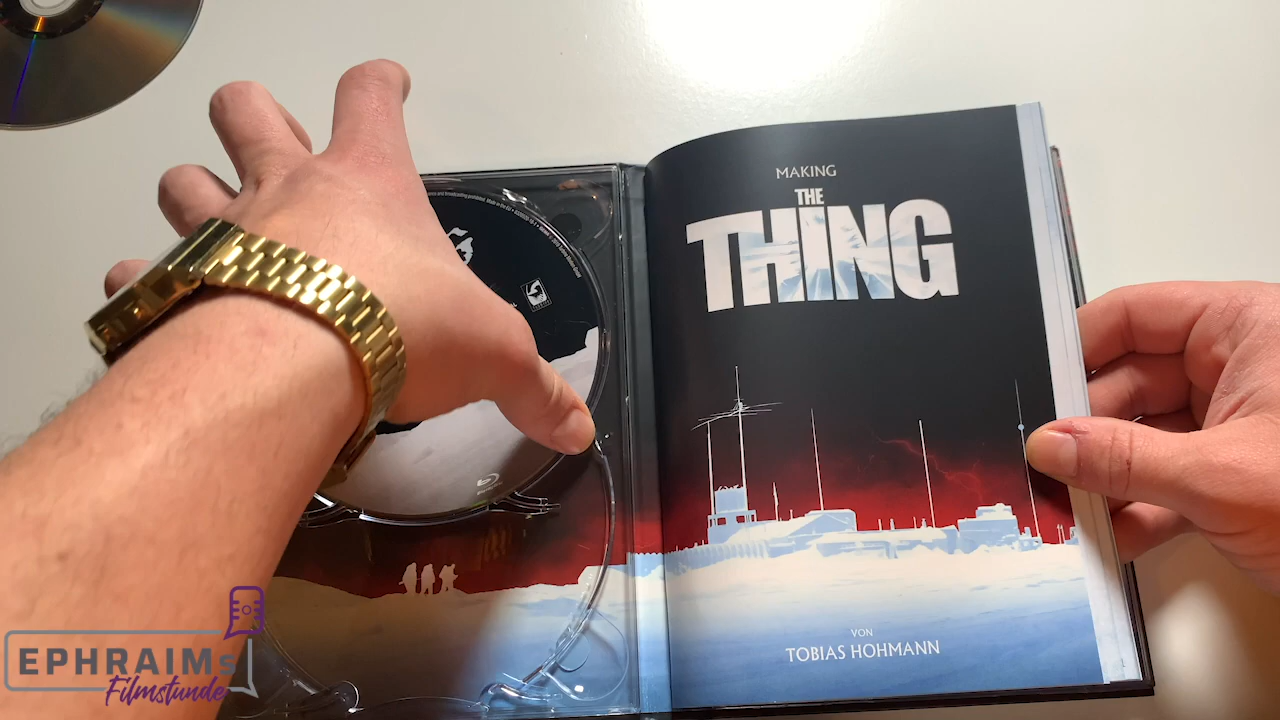 MAKING
THE
THING
VON
TOBIAS HOHMANN
EPHRAIMs
Filmstunde